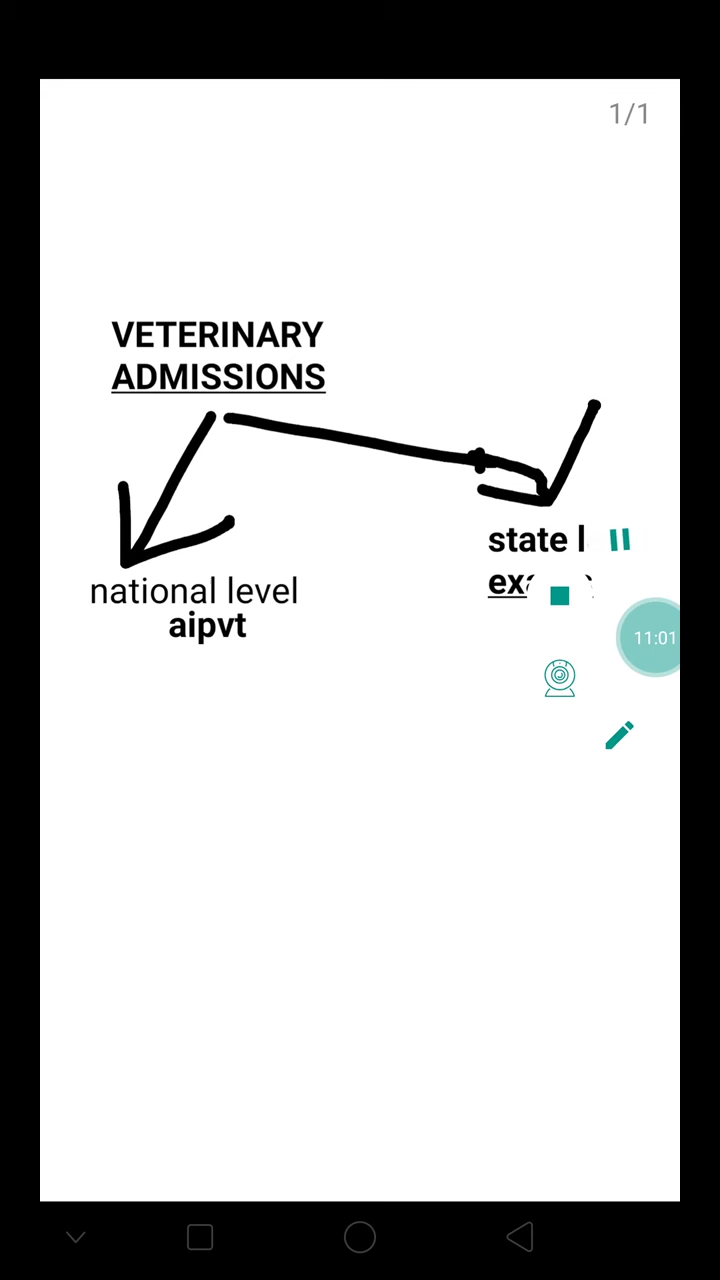 1/1
VETERINARY
ADMISSIONS
state l
national level
aipvt
11:01